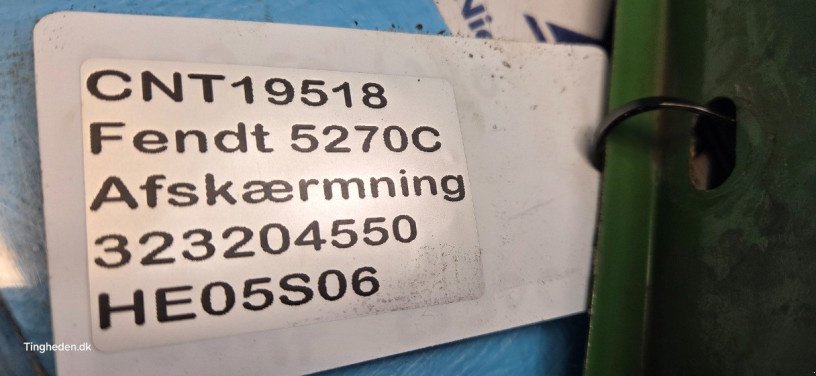 CNT19518
Fendt 5270C
Afskærmning
323204550
HE05S06
Tingheden.dk